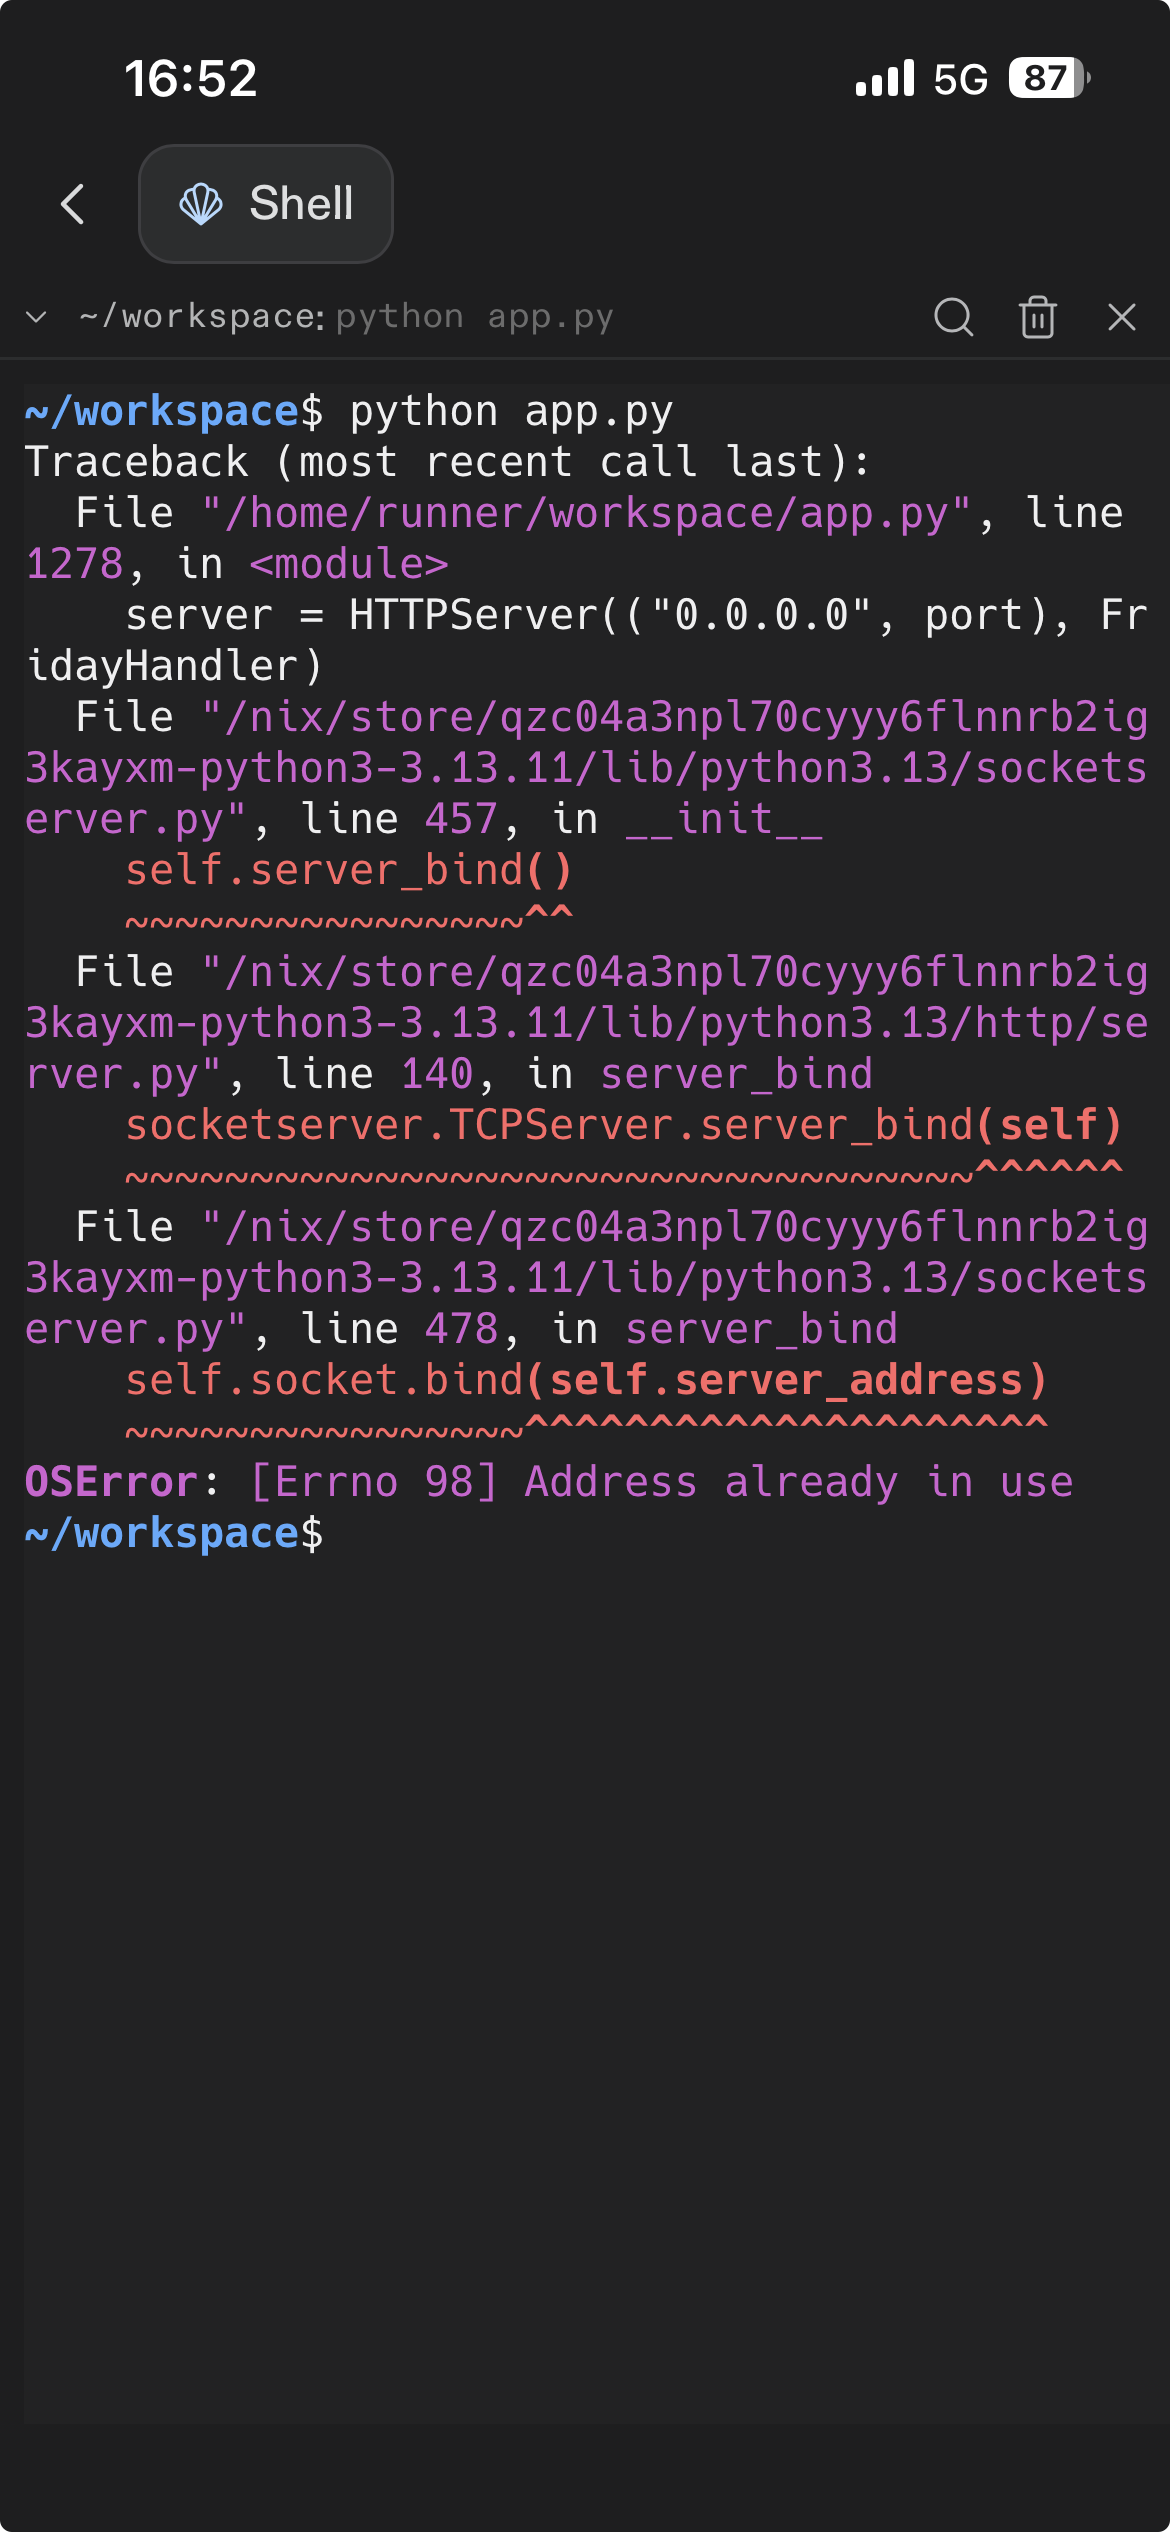 16:52 5G 87
Shell
~/workspace: python app.py
~/workspace$ python app.py
Traceback (most recent call last):
  File "/home/runner/workspace/app.py", line
1278, in <module>
    server = HTTPServer(("0.0.0.0", port), Fr
idayHandler)
  File "/nix/store/qzc04a3npl70cyyy6flnnrb2ig
3kayxm-python3-3.13.11/lib/python3.13/sockets
erver.py", line 457, in __init__
    self.server_bind()
    ~~~~~~~~~~~~~~~~^^
  File "/nix/store/qzc04a3npl70cyyy6flnnrb2ig
3kayxm-python3-3.13.11/lib/python3.13/http/se
rver.py", line 140, in server_bind
    socketserver.TCPServer.server_bind(self)
    ~~~~~~~~~~~~~~~~~~~~~~~~~~~~~~~~~~^^^^^^
  File "/nix/store/qzc04a3npl70cyyy6flnnrb2ig
3kayxm-python3-3.13.11/lib/python3.13/sockets
erver.py", line 478, in server_bind
    self.socket.bind(self.server_address)
    ~~~~~~~~~~~~~~~~^^^^^^^^^^^^^^^^^^^^^
OSError: [Errno 98] Address already in use
~/workspace$